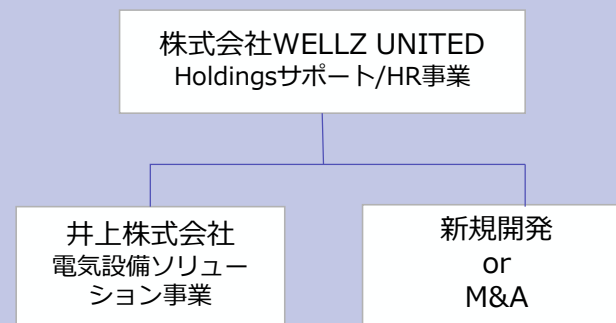 株式会社WELLZ UNITED
Holdingsサポート/HR事業
井上株式会社
電気設備ソリュー
ション事業
新規開発
or
M&A